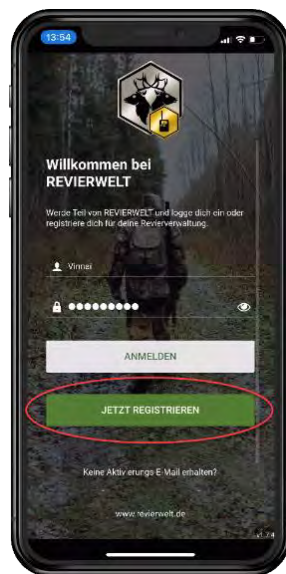 13:54
Willkommen bei
REVIERWELT
Werde Teil von REVIERWELT und logge dich ein oder
registriere dich für deine Revierverwaltung.
Vinnai
ANMELDEN
JETZT REGISTRIEREN
Keine Aktivierungs E-Mail erhalten?
www.revierwelt.de